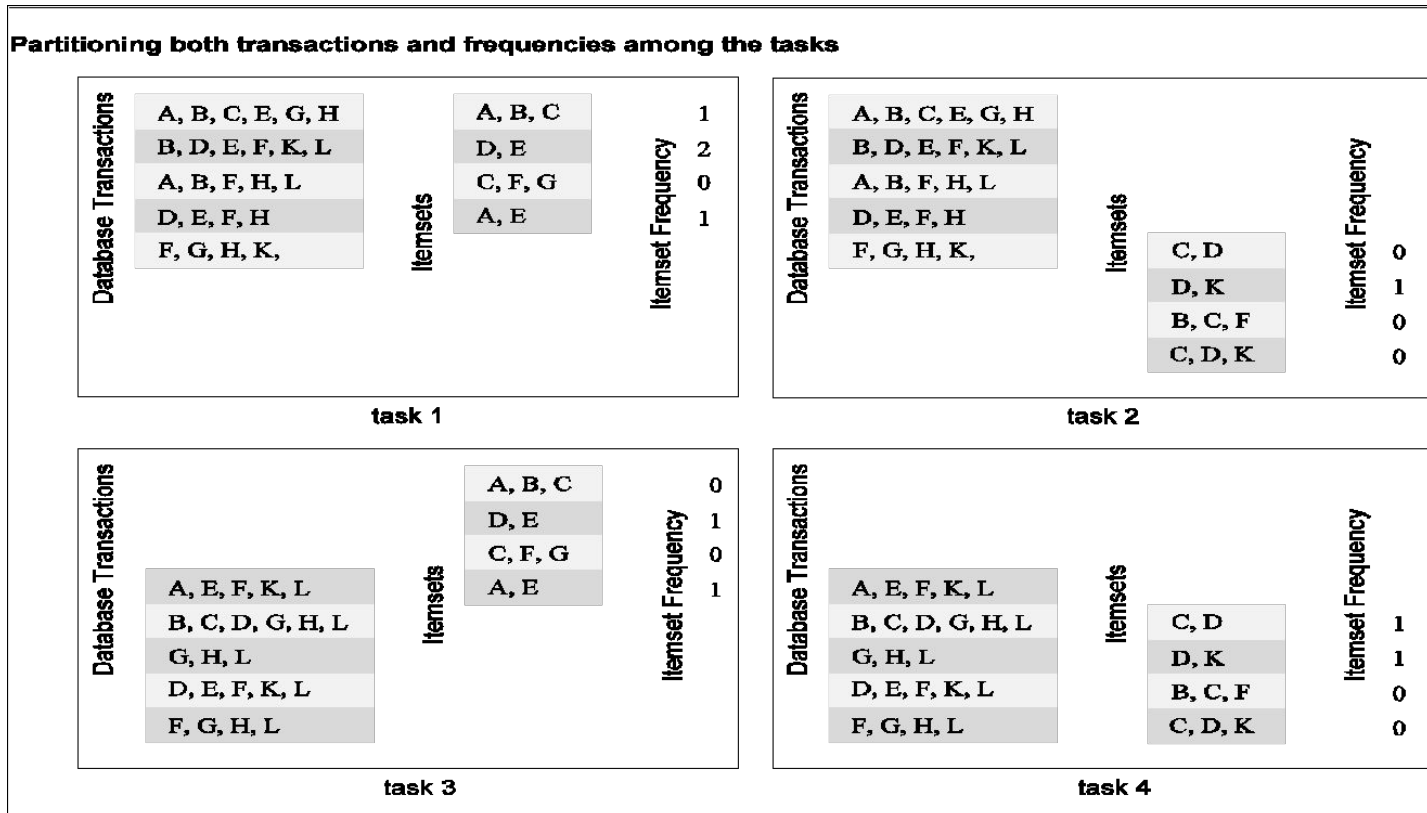 Partitioning both transactions and frequencies among the tasks
Database Transactions
A, B, C, E, G, H
B, D, E, F, K, L
A, B, F, H, L
D, E, F, H
F, G, H, K,
Itemsets
A, B, C
D, E
C, F, G
A, E
Itemset Frequency
1
2
0
1
task 1
Database Transactions
A, B, C, E, G, H
B, D, E, F, K, L
A, B, F, H, L
D, E, F, H
F, G, H, K,
Itemsets
C, D
D, K
B, C, F
C, D, K
Itemset Frequency
0
1
0
0
task 2
Database Transactions
A, E, F, K, L
B, C, D, G, H, L
G, H, L
D, E, F, K, L
F, G, H, L
Itemsets
A, B, C
D, E
C, F, G
A, E
Itemset Frequency
0
1
0
1
task 3
Database Transactions
A, E, F, K, L
B, C, D, G, H, L
G, H, L
D, E, F, K, L
F, G, H, L
Itemsets
C, D
D, K
B, C, F
C, D, K
Itemset Frequency
1
1
0
0
task 4